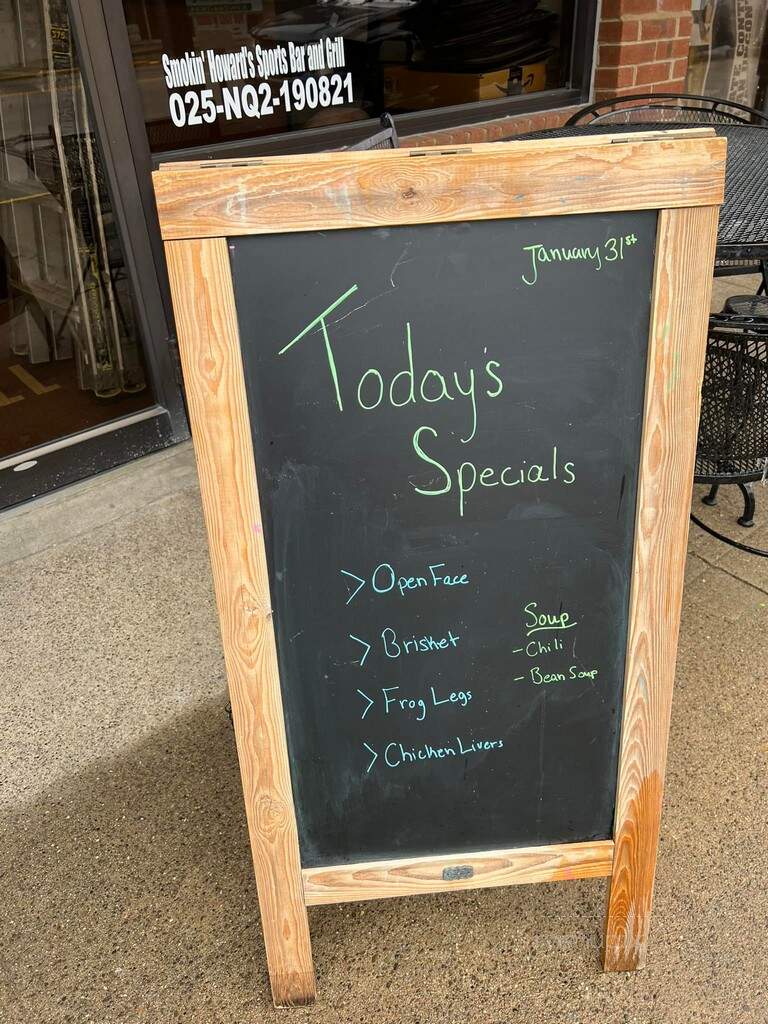 Smokin' Howard's Sports Bar and Grill
025-NQ2-190821
January 31st
Today's
Specials
> Open Face
> Brisket
> Frog Legs
> Chicken Livers
Soup
- Chili
- Bean Soup